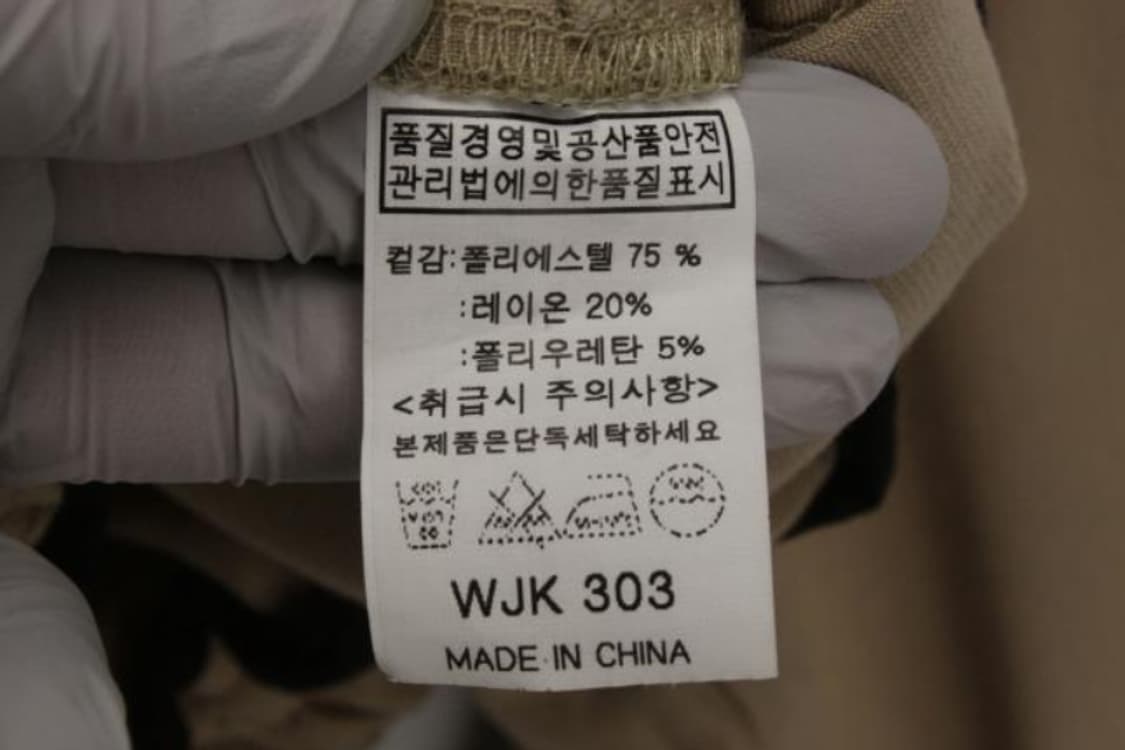 품질경영및공산품안전
관리법에의한품질표시
겉감:폴리에스텔 75 %
:레이온 20%
:폴리우레탄 5%
<취급시 주의사항>
본제품은단독세탁하세요
WJK 303
MADE IN CHINA